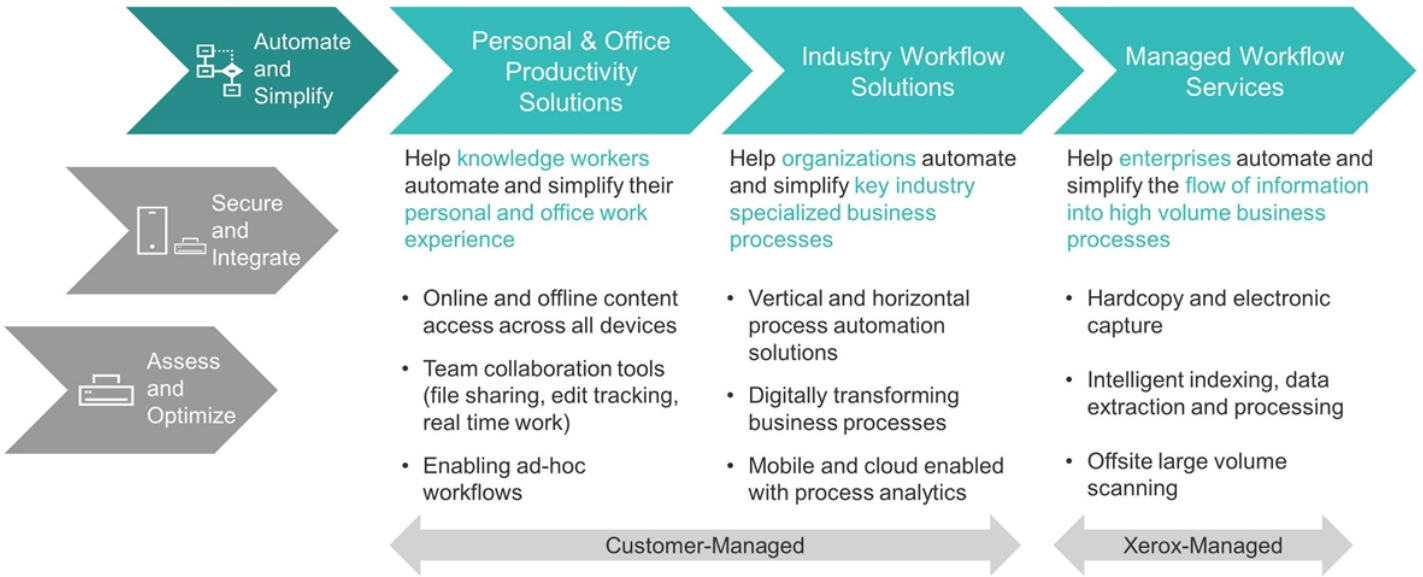 Automate
and
Simplify
Personal & Office
Productivity
Solutions
Industry Workflow
Solutions
Managed Workflow
Services
Secure
and
Integrate
Assess
and
Optimize
Help knowledge workers
automate and simplify their
personal and office work
experience
• Online and offline content
access across all devices
• Team collaboration tools
(file sharing, edit tracking,
real time work)
• Enabling ad-hoc
workflows
Help organizations automate
and simplify key industry
specialized business
processes
• Vertical and horizontal
process automation
solutions
• Digitally transforming
business processes
• Mobile and cloud enabled
with process analytics
Help enterprises automate and
simplify the flow of information
into high volume business
processes
• Hardcopy and electronic
capture
• Intelligent indexing, data
extraction and processing
• Offsite large volume
scanning
Customer-Managed
Xerox-Managed